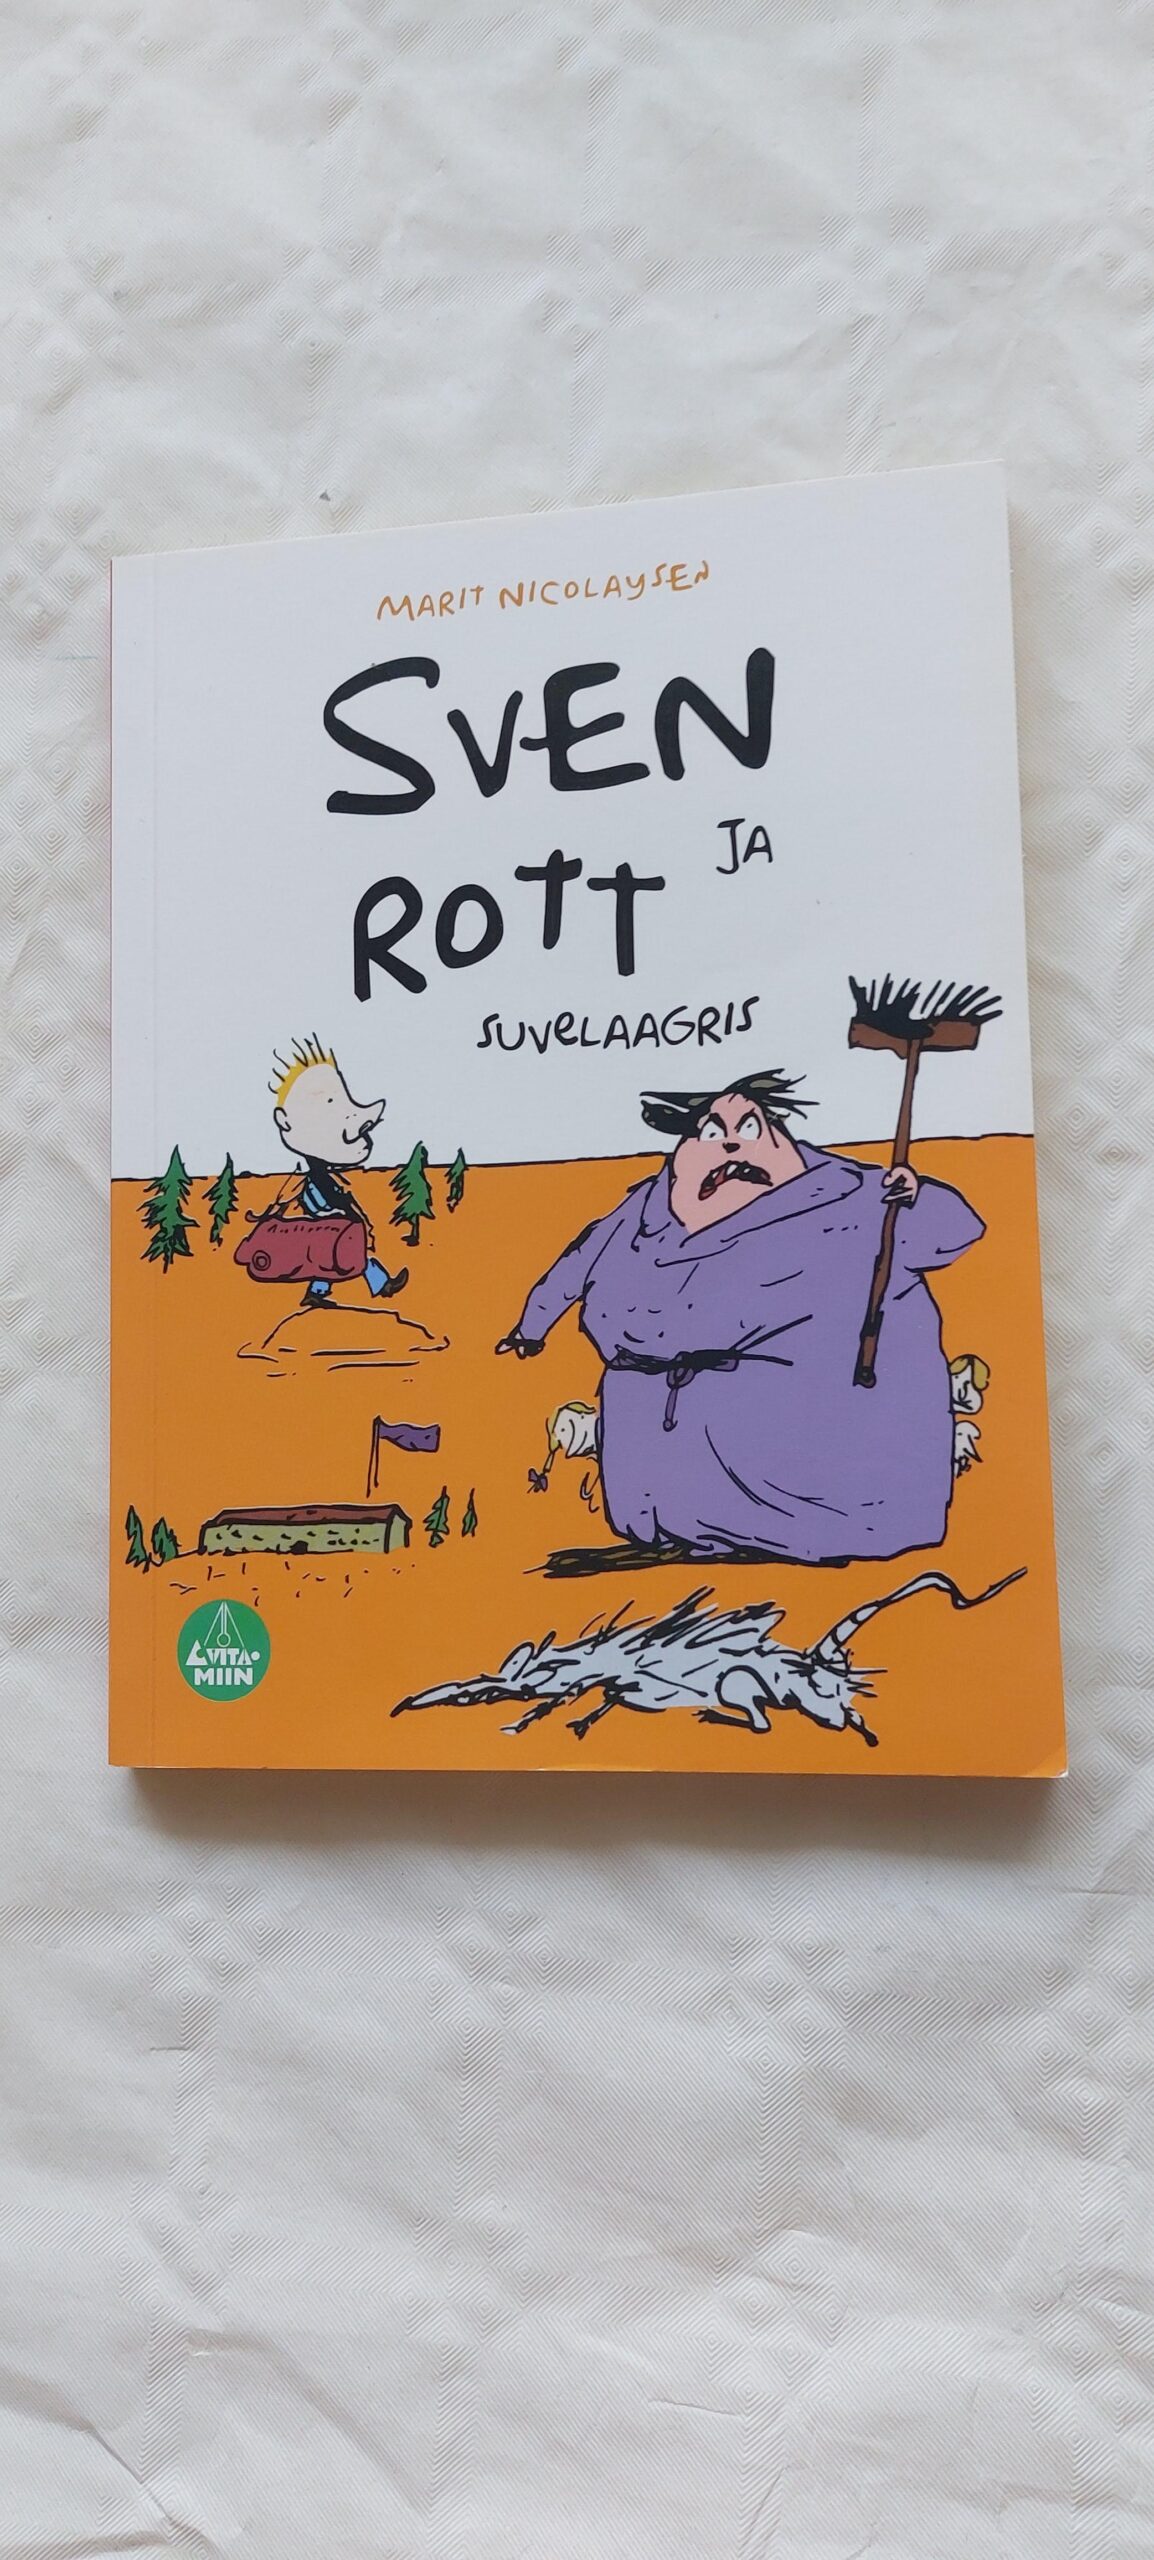 MARIT NICOLAYSEN
SVEN
JA
ROTT
SUVELAAGRIS
VITA-
MIIN